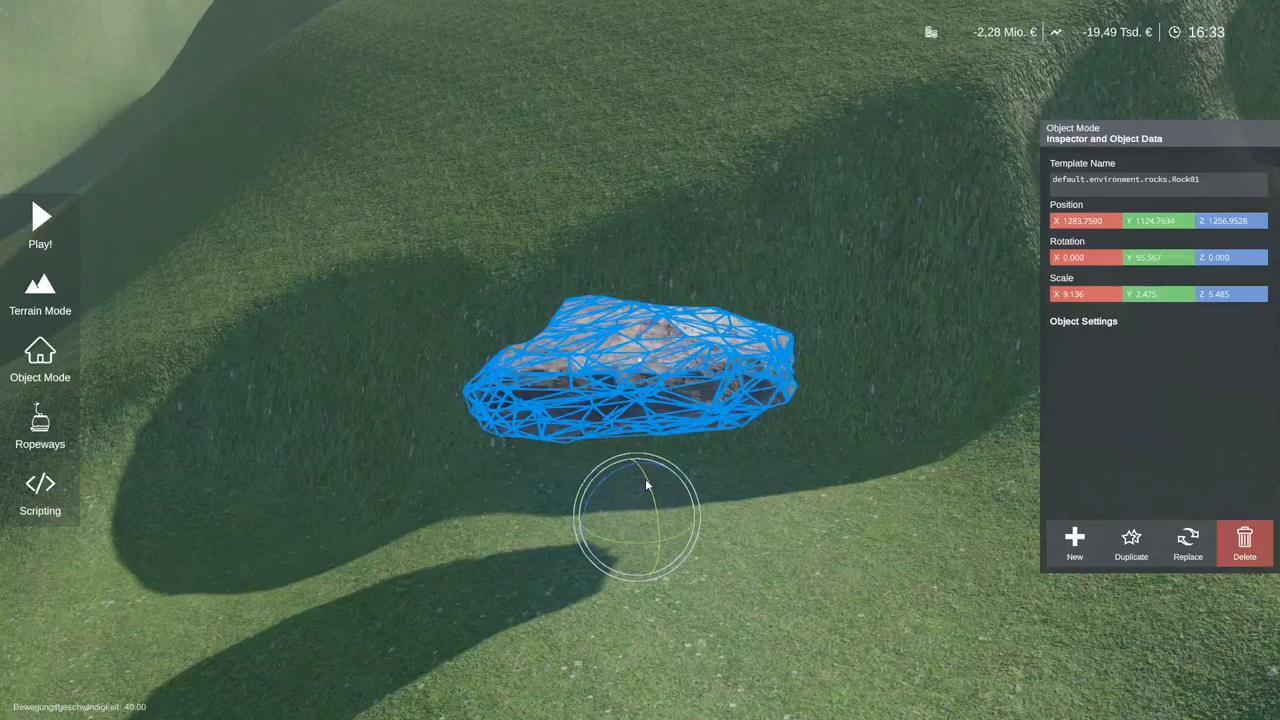 -2,28 Mio. € -19,49 Tsd. € 16:33
Object Mode
Inspector and Object Data
Template Name
default.environment.rocks.Rock01
Position
X 1283.7590 Y 1124.7634 Z 1256.9528
Rotation
X 0.000 Y 95.567 Z 0.000
Scale
X 9.136 Y 2.475 Z 5.485
Object Settings
New Duplicate Replace Delete
Play!
Terrain Mode
Object Mode
Ropeways
Scripting
Bewegungsgeschwindigkeit: 40.00